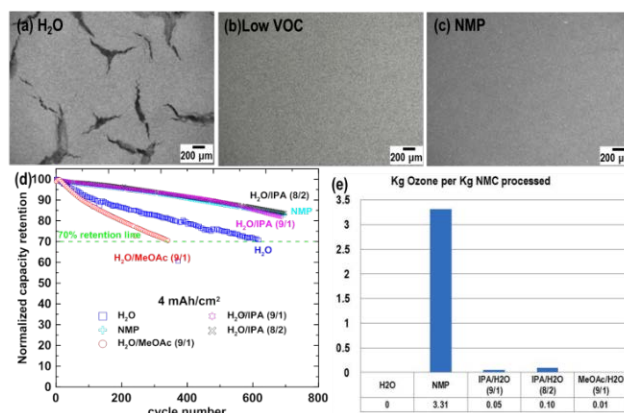 (a) H₂O
(b)Low VOC
(c) NMP
200 µm
200 µm
200 µm
(d)
100
90
80
70
60
50
40
30
20
10
0
Normalized capacity retention
H₂O/IPA (8/2)
NMP
H₂O/IPA (9/1)
70% retention line
H₂O/MeOAc (9/1)
H₂O
4 mAh/cm²
H₂O
H₂O/IPA (9/1)
NMP
H₂O/IPA (8/2)
H₂O/MeOAc (9/1)
0 200 400 600 800
cycle number
(e)
Kg Ozone per Kg NMC processed
3.5
3
2.5
2
1.5
1
0.5
0
H2O NMP IPA/H2O (9/1) IPA/H2O (8/2) MeOAc/H2O (9/1)
0 3.31 0.05 0.10 0.01